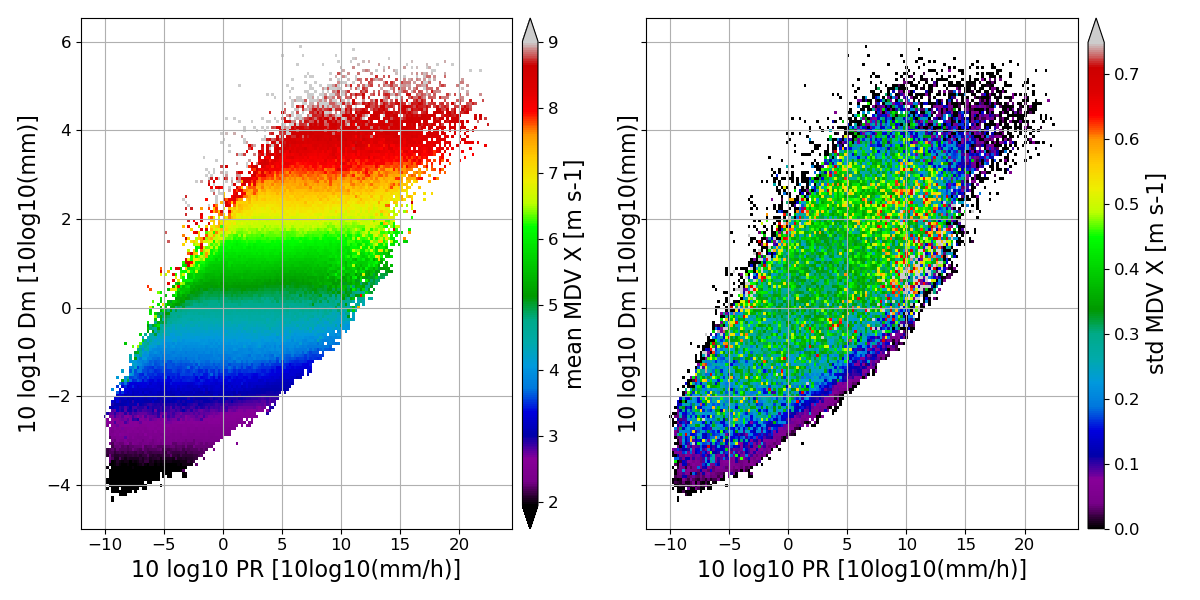 6
4
2
0
−2
−4
10 log10 Dm [10log10(mm)]
−10 −5 0 5 10 15 20
10 log10 PR [10log10(mm/h)]
9
8
7
6
5
4
3
2
mean MDV X [m s-1]
10 log10 Dm [10log10(mm)]
−10 −5 0 5 10 15 20
10 log10 PR [10log10(mm/h)]
0.7
0.6
0.5
0.4
0.3
0.2
0.1
0.0
std MDV X [m s-1]